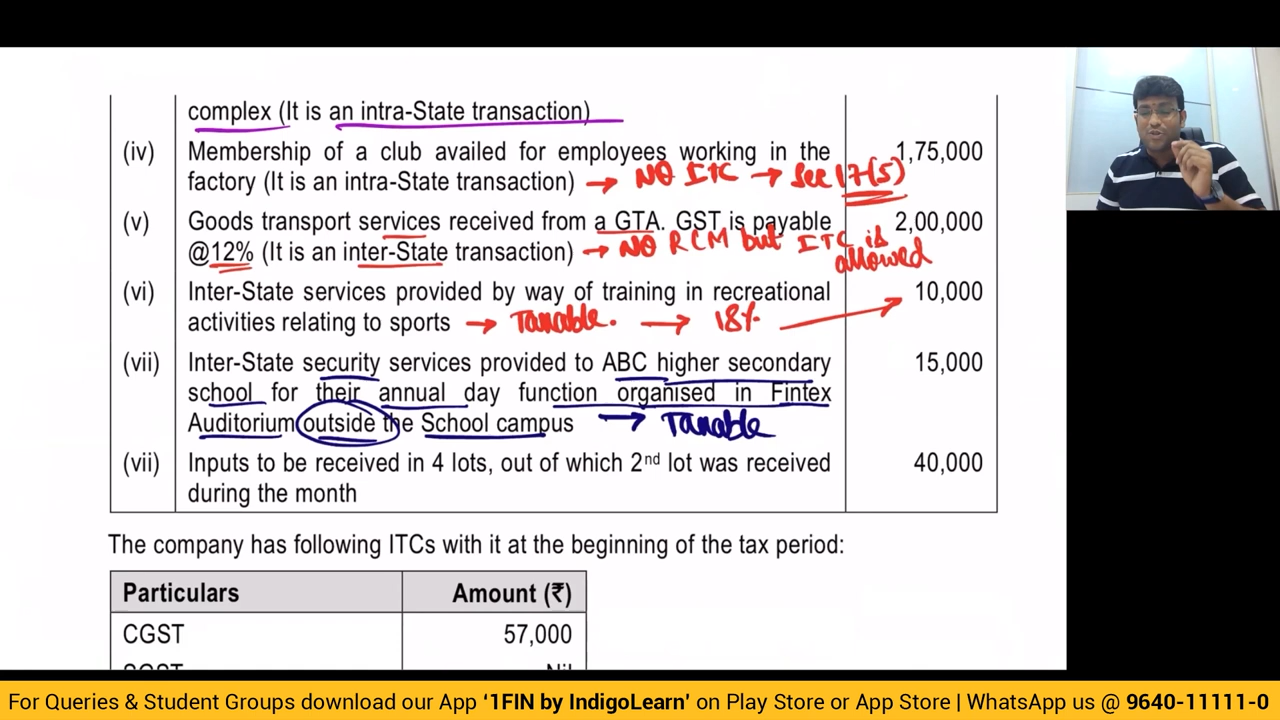 complex (It is an intra-State transaction)
(iv) Membership of a club availed for employees working in the 1,75,000
factory (It is an intra-State transaction) → NO ITC → Sec 17(5)
(v) Goods transport services received from a GTA. GST is payable 2,00,000
@12% (It is an inter-State transaction) → NO RCM but ITC is allowed
(vi) Inter-State services provided by way of training in recreational 10,000
activities relating to sports → Taxable. → 18%
(vii) Inter-State security services provided to ABC higher secondary 15,000
school for their annual day function organised in Fintex
Auditorium outside the School campus → Taxable
(vii) Inputs to be received in 4 lots, out of which 2nd lot was received 40,000
during the month
The company has following ITCs with it at the beginning of the tax period:
Particulars Amount (₹)
CGST 57,000
SGST Nil
For Queries & Student Groups download our App ‘1FIN by IndigoLearn’ on Play Store or App Store | WhatsApp us @ 9640-11111-0